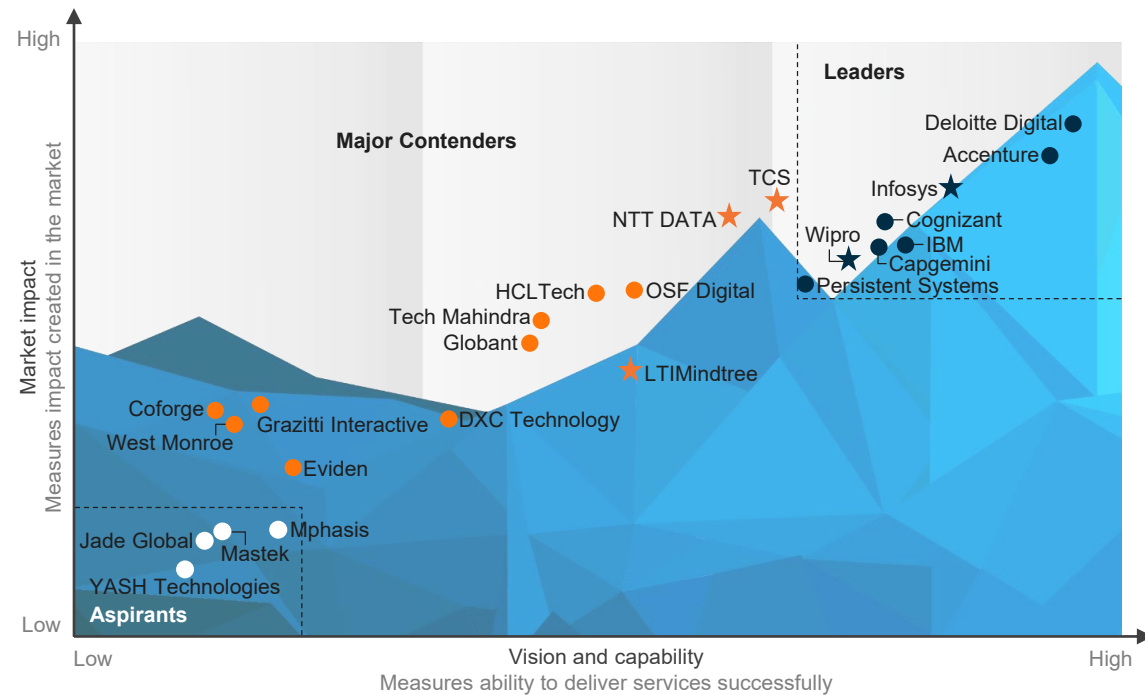 High
Leaders
Deloitte Digital
Major Contenders
Accenture
TCS
Infosys
NTT DATA
Cognizant
Wipro
IBM
Capgemini
Persistent Systems
HCLTech
OSF Digital
Tech Mahindra
Globant
LTIMindtree
Coforge
Grazitti Interactive
DXC Technology
West Monroe
Eviden
Mphasis
Jade Global
Mastek
YASH Technologies
Aspirants
Low
Market impact
Measures impact created in the market
Low
Vision and capability
High
Measures ability to deliver services successfully